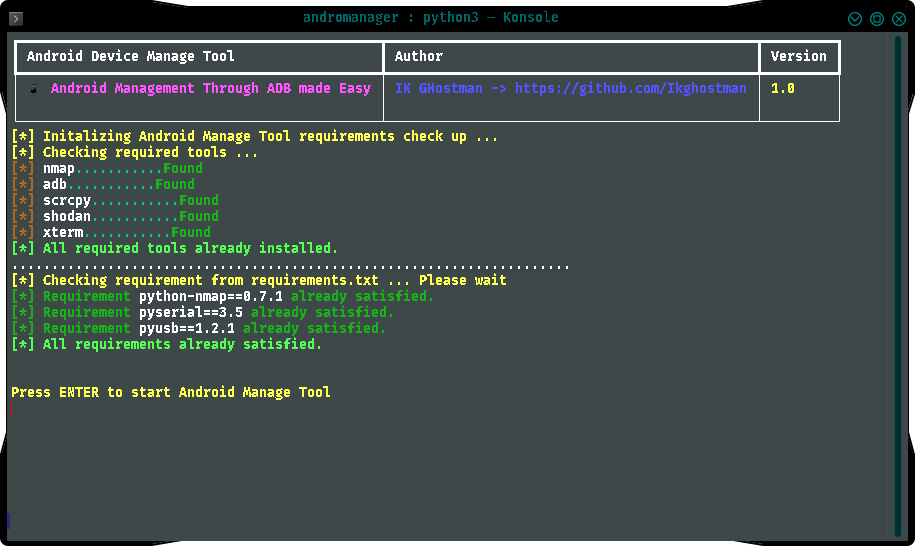 andromanager : python3 — Konsole
Android Device Manage Tool Author Version
Android Management Through ADB made Easy IK GHostman -> https://github.com/Ikghostman 1.0
[*] Initalizing Android Manage Tool requirements check up ...
[*] Checking required tools ...
[*] nmap...........Found
[*] adb...........Found
[*] scrcpy...........Found
[*] shodan...........Found
[*] xterm...........Found
[*] All required tools already installed.
......................................................................
[*] Checking requirement from requirements.txt ... Please wait
[*] Requirement python-nmap==0.7.1 already satisfied.
[*] Requirement pyserial==3.5 already satisfied.
[*] Requirement pyusb==1.2.1 already satisfied.
[*] All requirements already satisfied.
Press ENTER to start Android Manage Tool